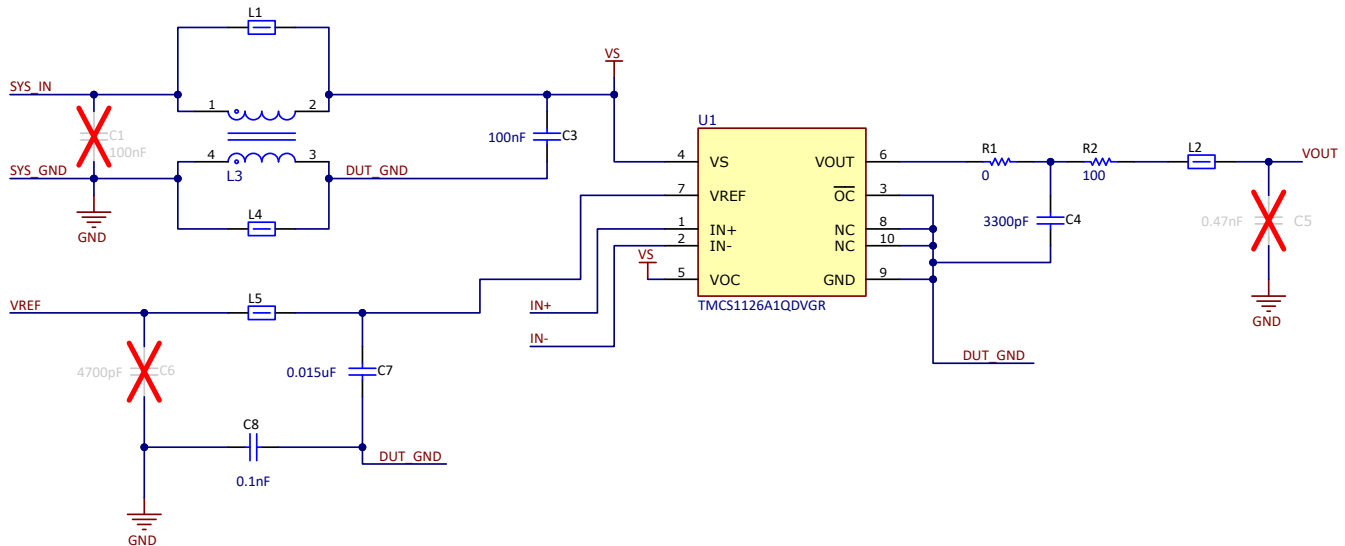 L1
VS
SYS_IN
1
2
C1
100nF
100nF
C3
U1
4
3
SYS_GND
L3
DUT_GND
4
VS
VOUT
6
R1
0
R2
100
L2
VOUT
7
VREF
OC
3
1
IN+
NC
8
2
IN-
NC
10
5
VOC
GND
9
VS
TMCS1126A1QDVGR
3300pF
C4
0.47nF
C5
GND
L4
GND
VREF
L5
IN+
IN-
GND
DUT_GND
4700pF
C6
0.015uF
C7
C8
0.1nF
DUT_GND
GND